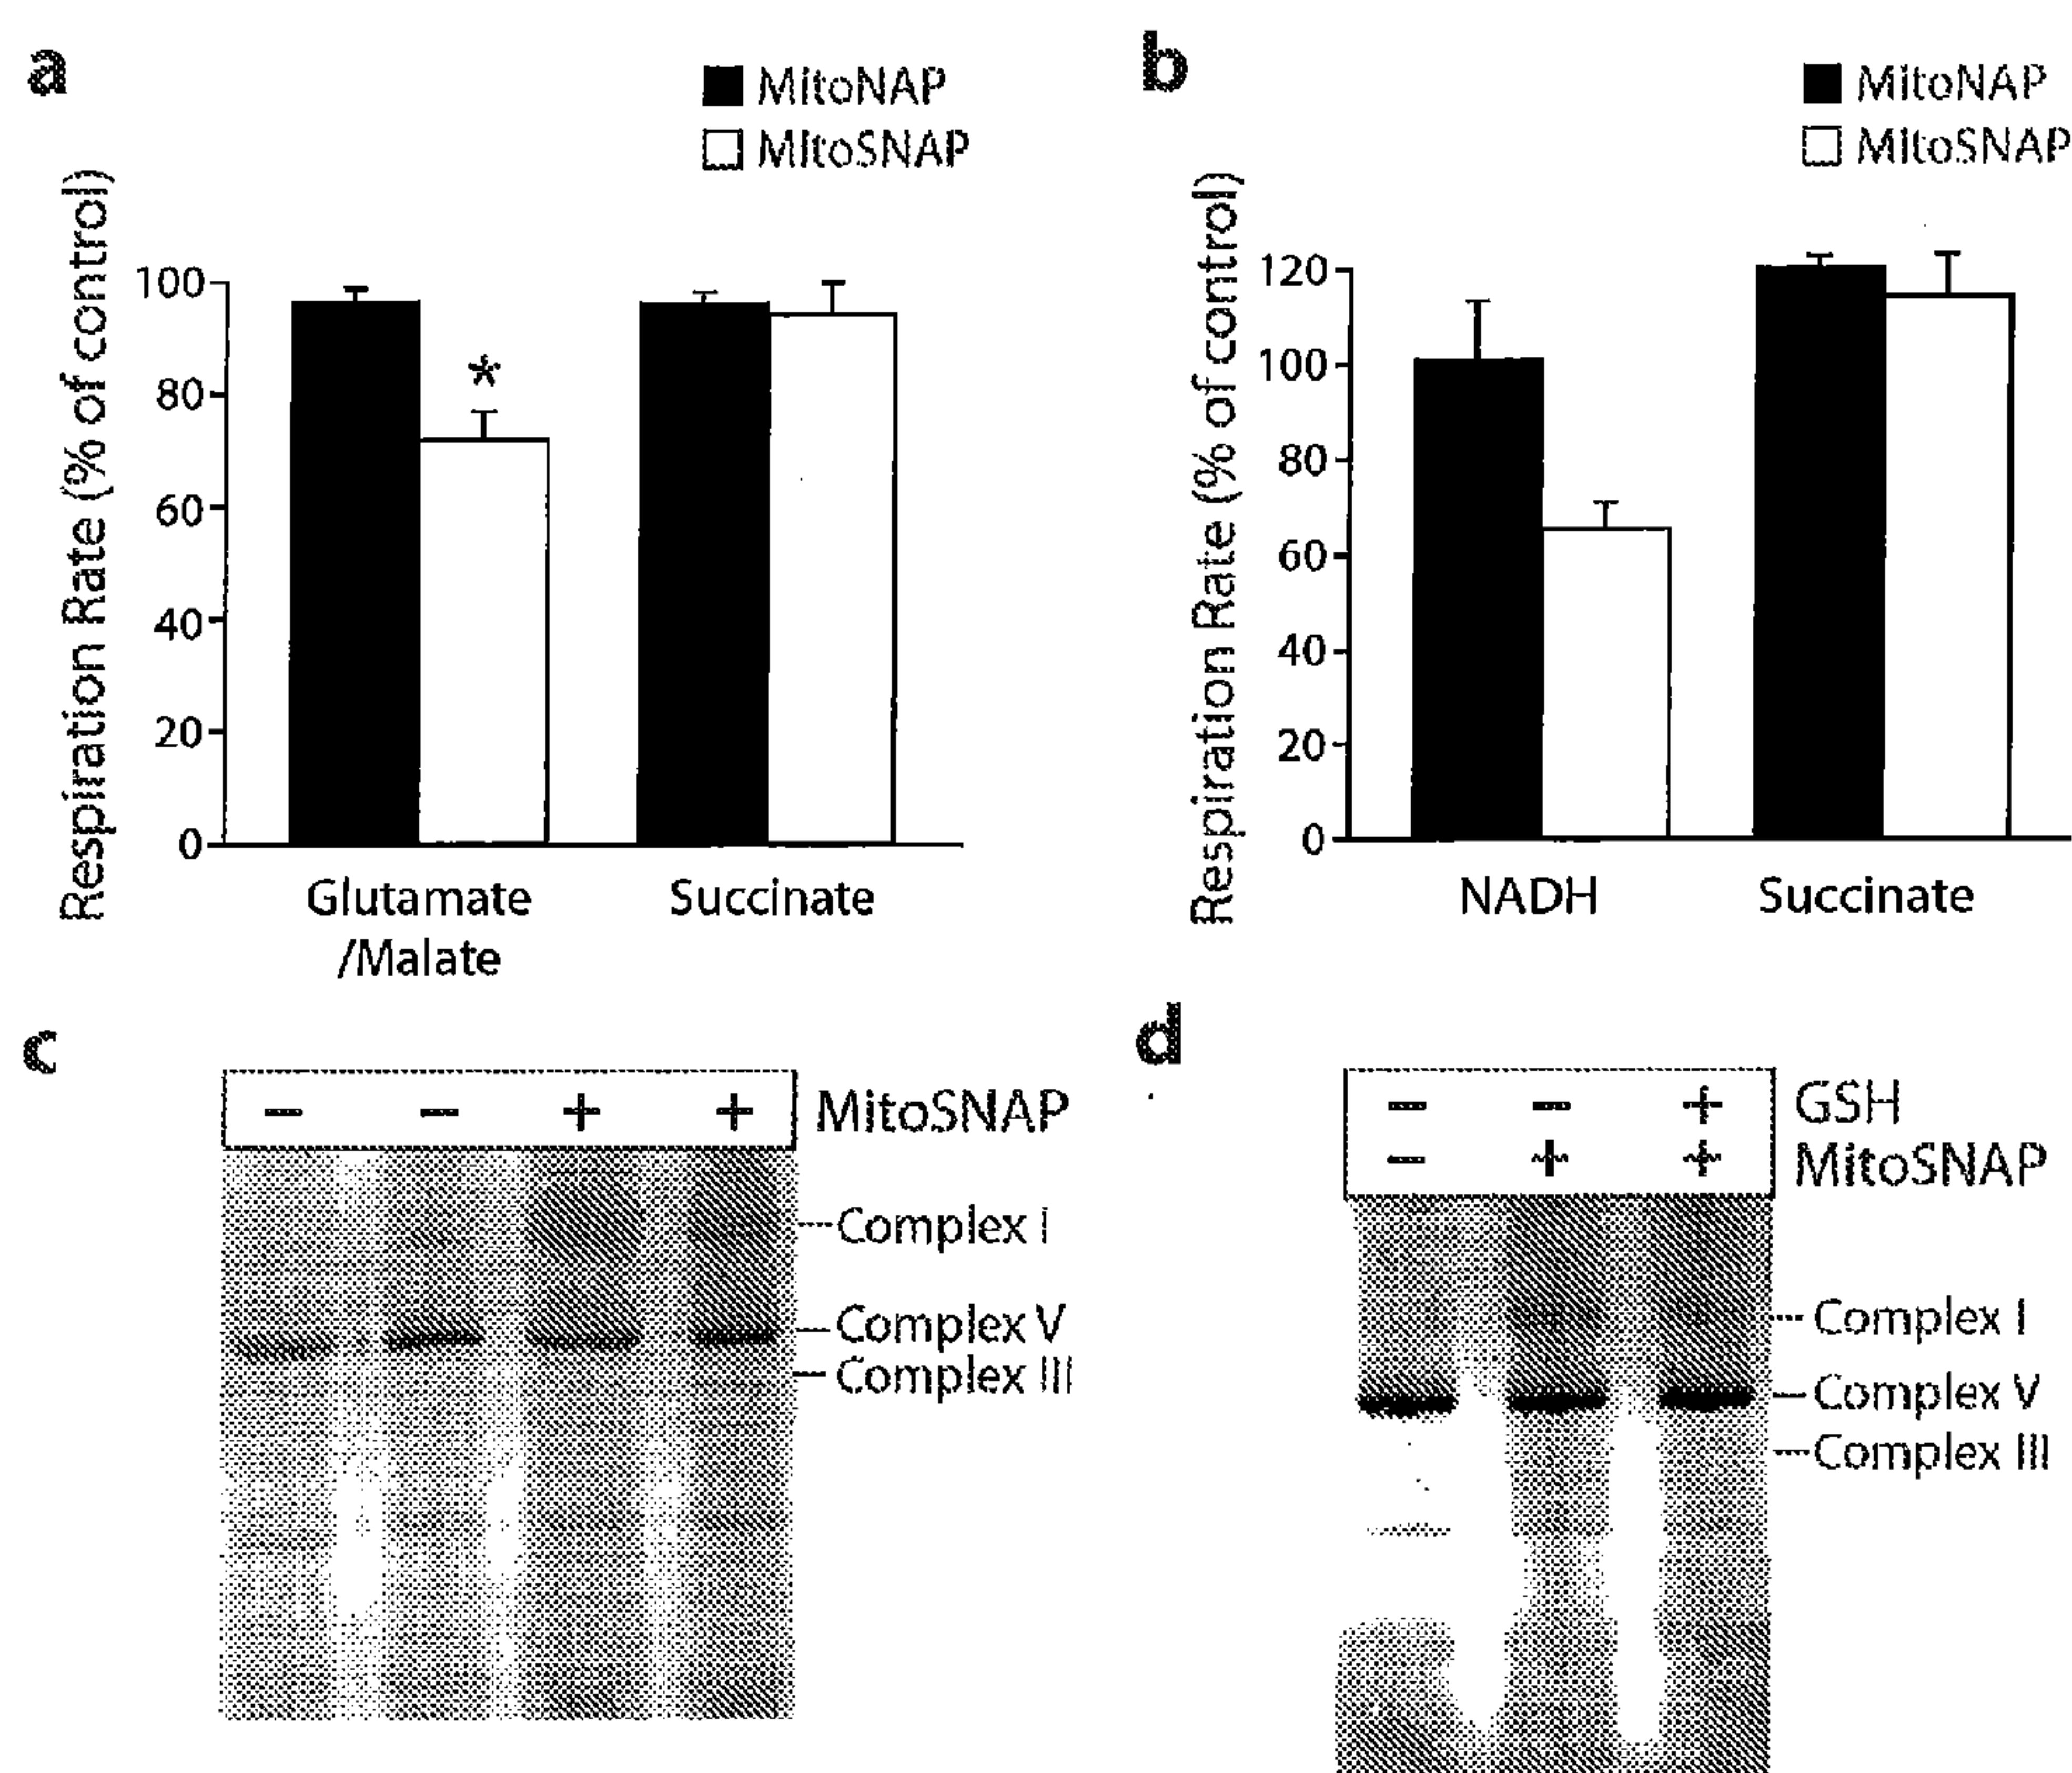 a
MitoNAP
MitoSNAP
Respiration Rate (% of control)
100
80
60
40
20
0
*
Glutamate
/Malate
Succinate
b
MitoNAP
MitoSNAP
Respiration Rate (% of control)
120
100
80
60
40
20
0
NADH
Succinate
c
− − + + MitoSNAP
Complex I
Complex V
Complex III
d
− − + GSH
− + + MitoSNAP
Complex I
Complex V
Complex III